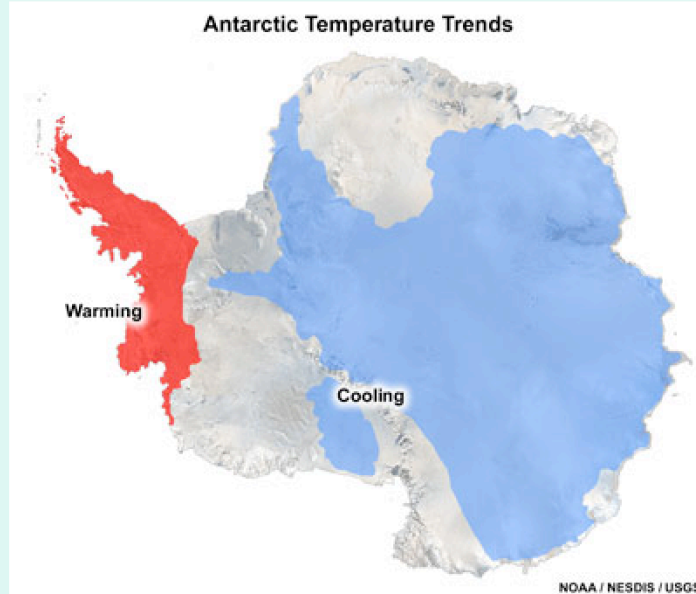 Antarctic Temperature Trends
Warming
Cooling
NOAA / NESDIS / USGS